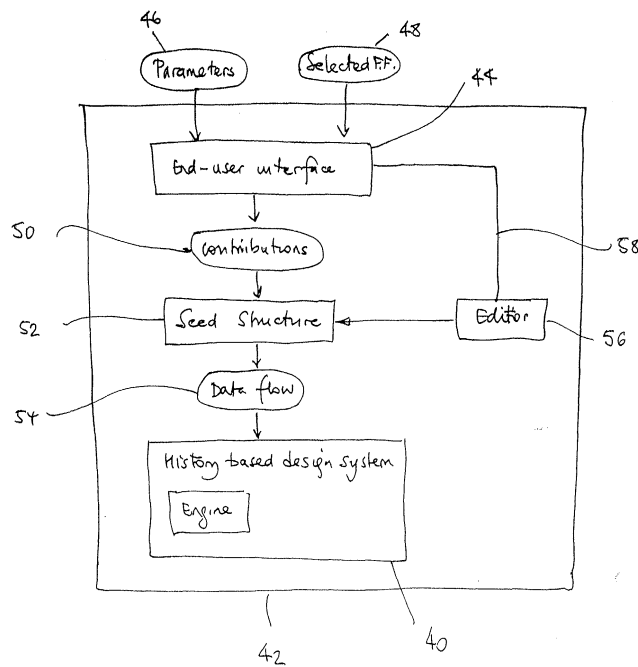 46
48
Parameters
Selected F.F.
44
End-user interface
50
Contributions
58
52
Seed Structure
Editor
56
54
Data flow
History based design system
Engine
42
40